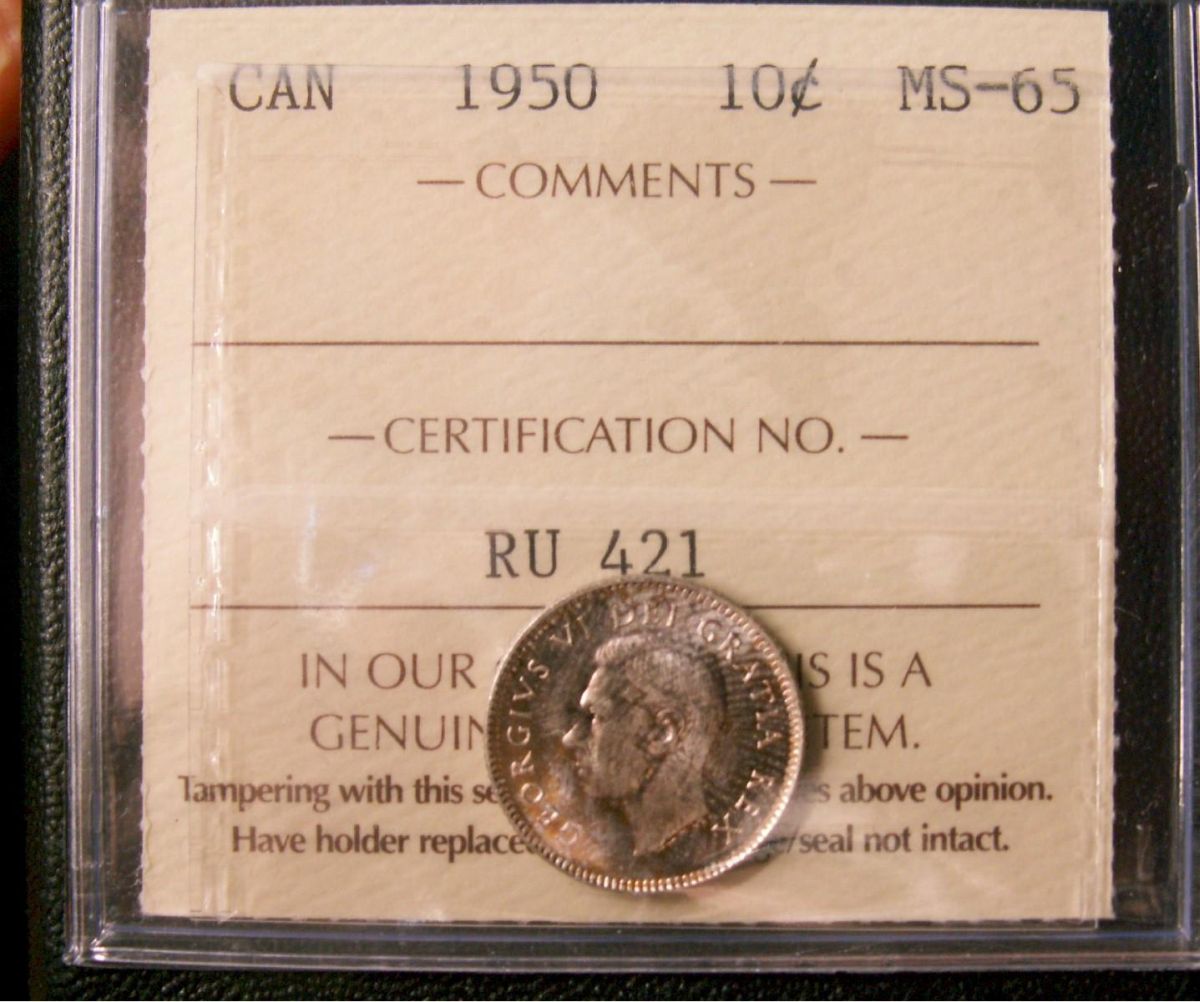 CAN 1950 10¢ MS-65
— COMMENTS —
— CERTIFICATION NO. —
RU 421
IN OUR IS A
GENUIN TEM.
Tampering with this se above opinion.
Have holder replace /seal not intact.
GEORGIVS VI DEI GRATIA REX